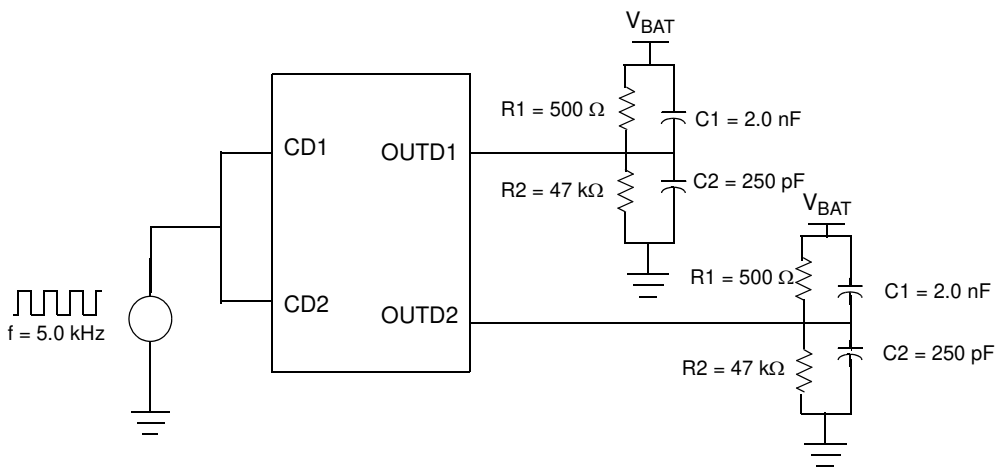 V_BAT
R1 = 500 Ω
C1 = 2.0 nF
CD1
OUTD1
R2 = 47 kΩ
C2 = 250 pF
V_BAT
R1 = 500 Ω
C1 = 2.0 nF
CD2
OUTD2
f = 5.0 kHz
C2 = 250 pF
R2 = 47 kΩ